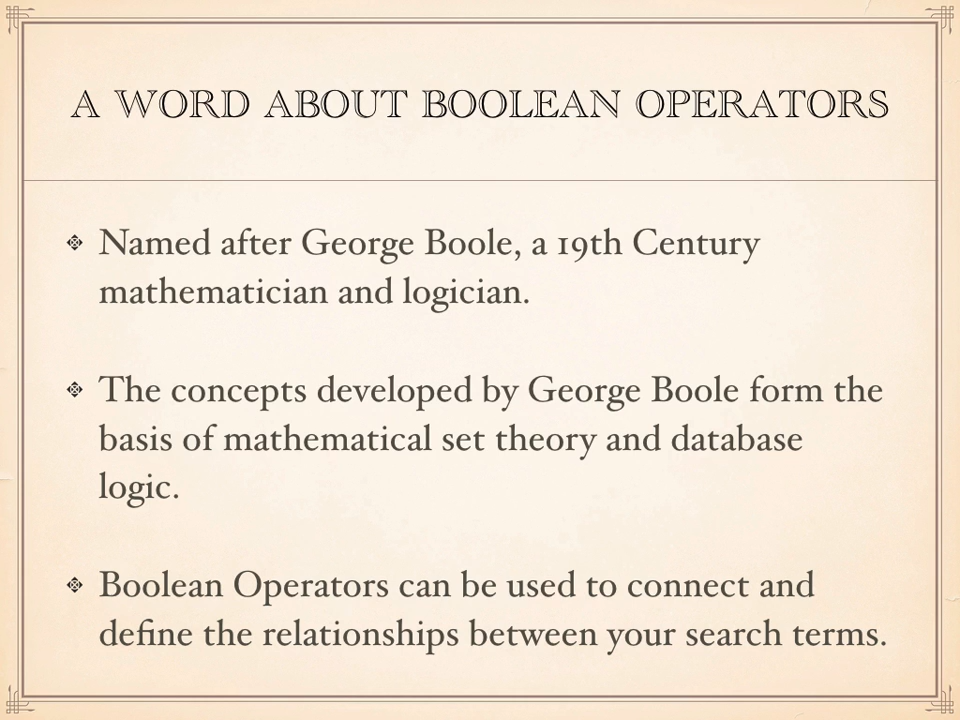 A WORD ABOUT BOOLEAN OPERATORS
Named after George Boole, a 19th Century
mathematician and logician.
The concepts developed by George Boole form the
basis of mathematical set theory and database
logic.
Boolean Operators can be used to connect and
define the relationships between your search terms.